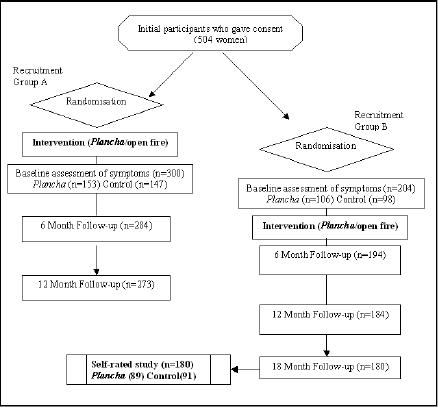 Initial participants who gave consent
(504 women)
Recruitment
Group A
Randomisation
Intervention (Plancha/open fire)
Baseline assessment of symptoms (n=300)
Plancha (n=153) Control (n=147)
6 Month Follow-up (n=284)
12 Month Follow-up (n=273)
Recruitment
Group B
Randomisation
Baseline assessment of symptoms (n=204)
Plancha (n=106) Control (n=98)
Intervention (Plancha/open fire)
6 Month Follow-up (n=194)
12 Month Follow-up (n=184)
18 Month Follow-up (n=180)
Self-rated study (n=180)
Plancha (89) Control(91)